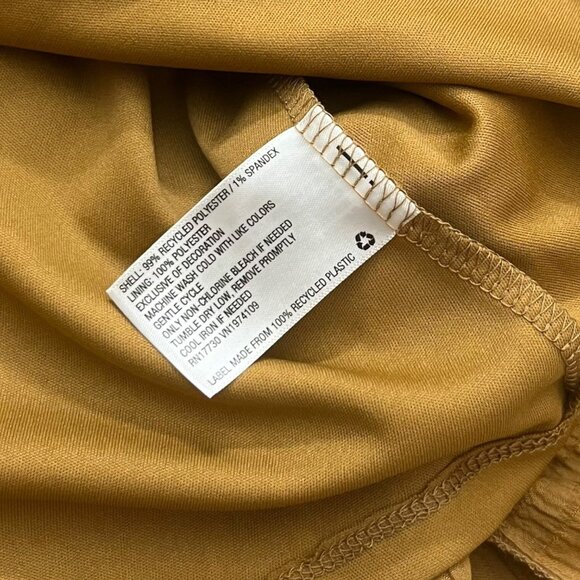 SHELL: 99% RECYCLED POLYESTER / 1% SPANDEX
LINING: 100% POLYESTER
EXCLUSIVE OF DECORATION
MACHINE WASH COLD WITH LIKE COLORS
GENTLE CYCLE
ONLY NON-CHLORINE BLEACH IF NEEDED
TUMBLE DRY LOW, REMOVE PROMPTLY
COOL IRON IF NEEDED
RN17730 VN1974109
LABEL MADE FROM 100% RECYCLED PLASTIC